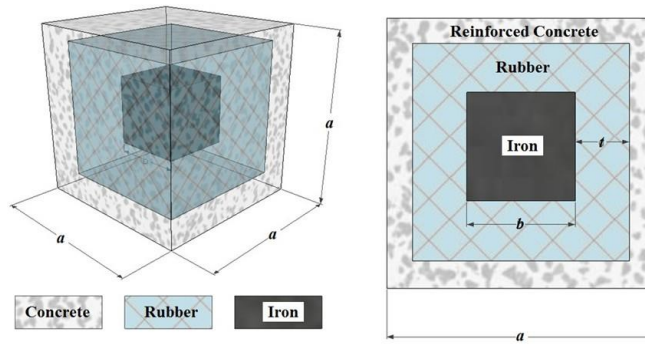 a
a
a
Concrete
Rubber
Iron
Reinforced Concrete
Rubber
Iron
t
b
a